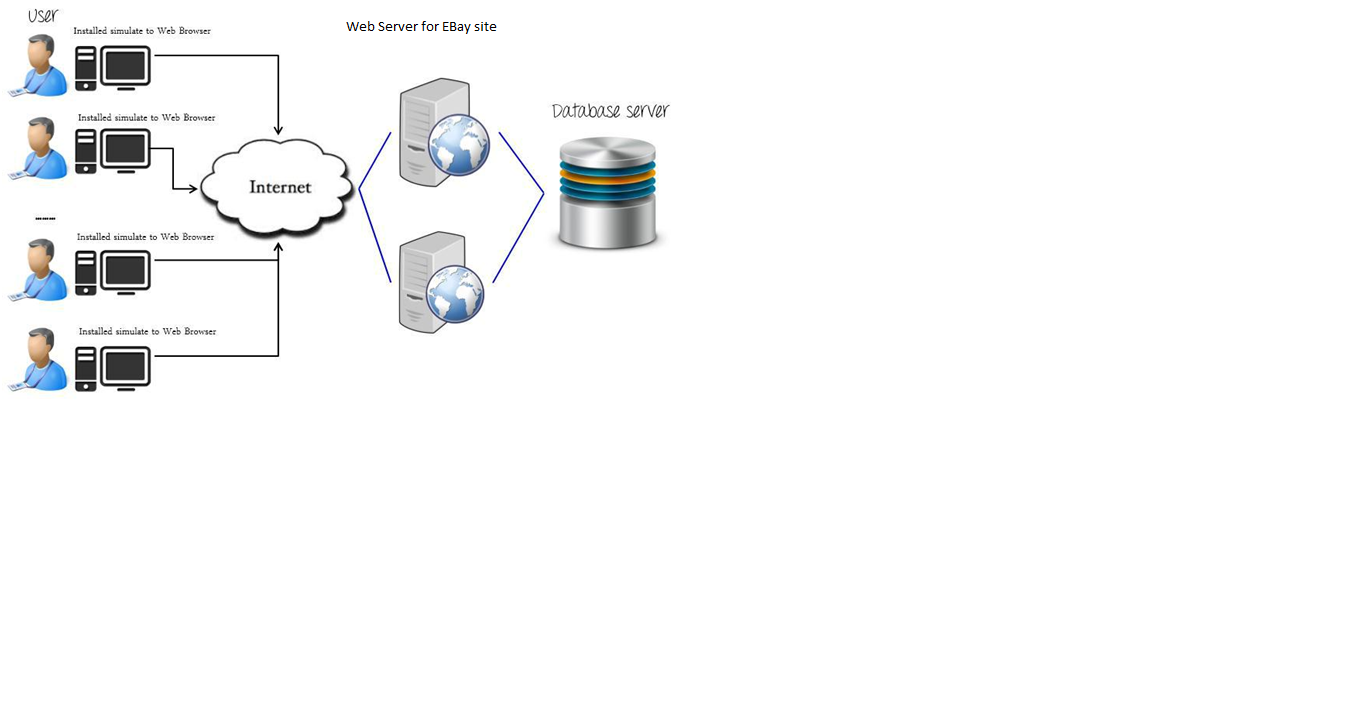 User
Installed simulate to Web Browser
Web Server for EBay site
Installed simulate to Web Browser
Database server
Internet
........
Installed simulate to Web Browser
Installed simulate to Web Browser